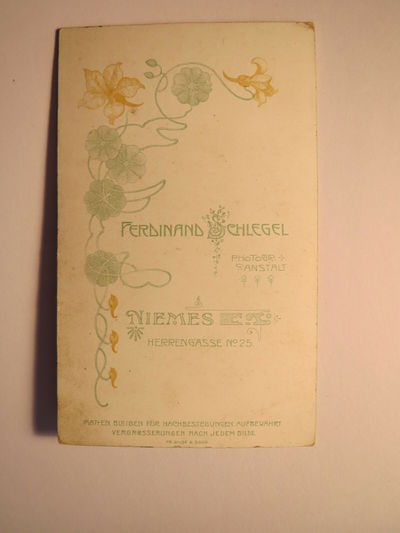 FERDINAND SCHLEGEL
PHOTOGR.
ANSTALT
NIEMES
HERRENGASSE No 25.
PLATTEN BLEIBEN FÜR NACHBESTELLUNGEN AUFBEWAHRT
VERGRÖSSERUNGEN NACH JEDEM BILDE